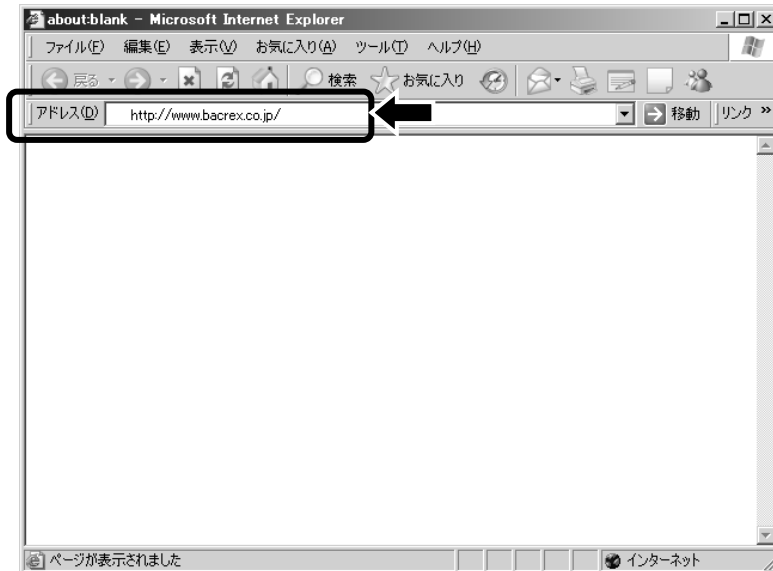 about:blank - Microsoft Internet Explorer
ファイル(F) 編集(E) 表示(V) お気に入り(A) ツール(T) ヘルプ(H)
戻る 検索 お気に入り
アドレス(D) http://www.bacrex.co.jp/ 移動 リンク »
ページが表示されました インターネット